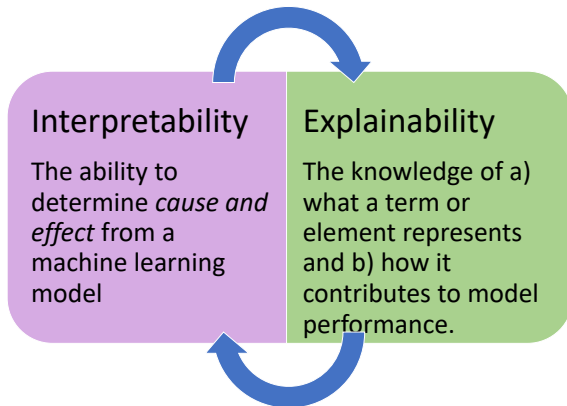 Interpretability
The ability to
determine cause and
effect from a
machine learning
model
Explainability
The knowledge of a)
what a term or
element represents
and b) how it
contributes to model
performance.